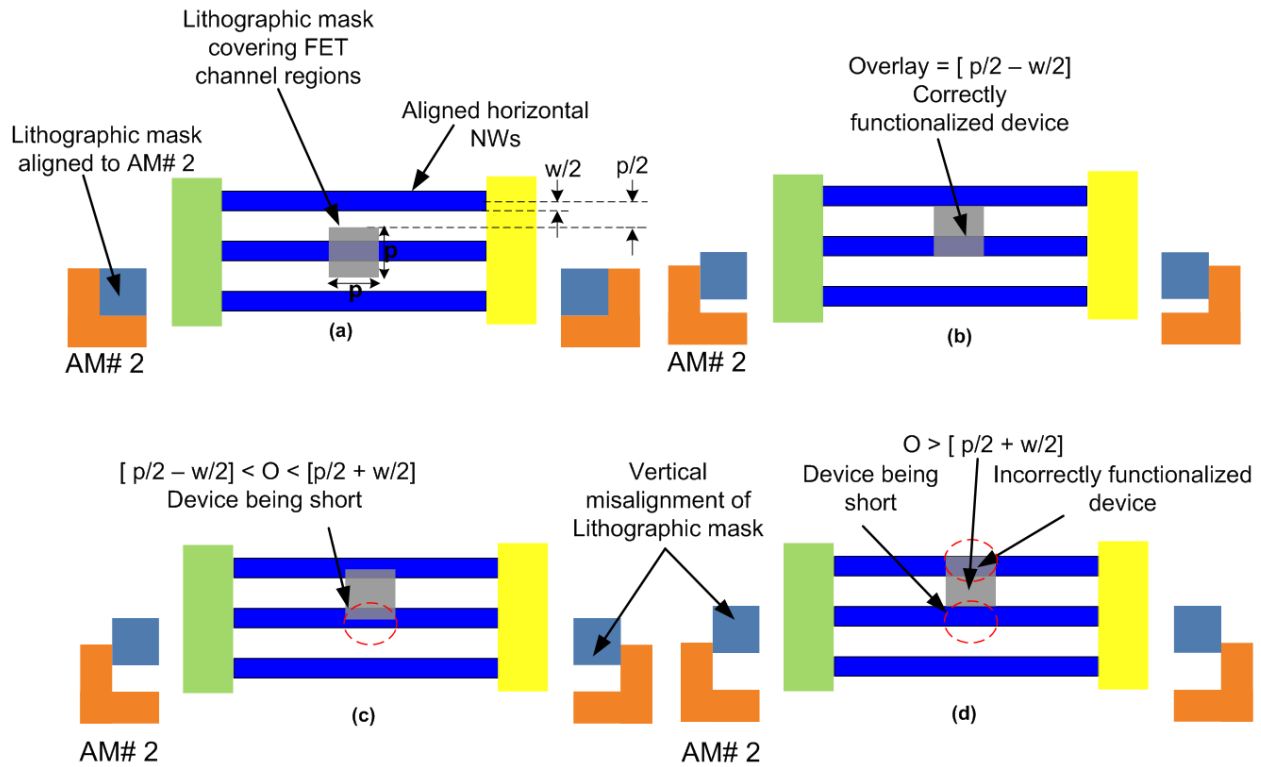 Lithographic mask
covering FET
channel regions
Lithographic mask
aligned to AM# 2
Aligned horizontal
NWs
w/2
p/2
p
p
(a)
AM# 2
Overlay = [ p/2 – w/2]
Correctly
functionalized device
(b)
AM# 2
[ p/2 – w/2] < O < [p/2 + w/2]
Device being short
(c)
AM# 2
Vertical
misalignment of
Lithographic mask
O > [ p/2 + w/2]
Device being
short
Incorrectly functionalized
device
(d)
AM# 2